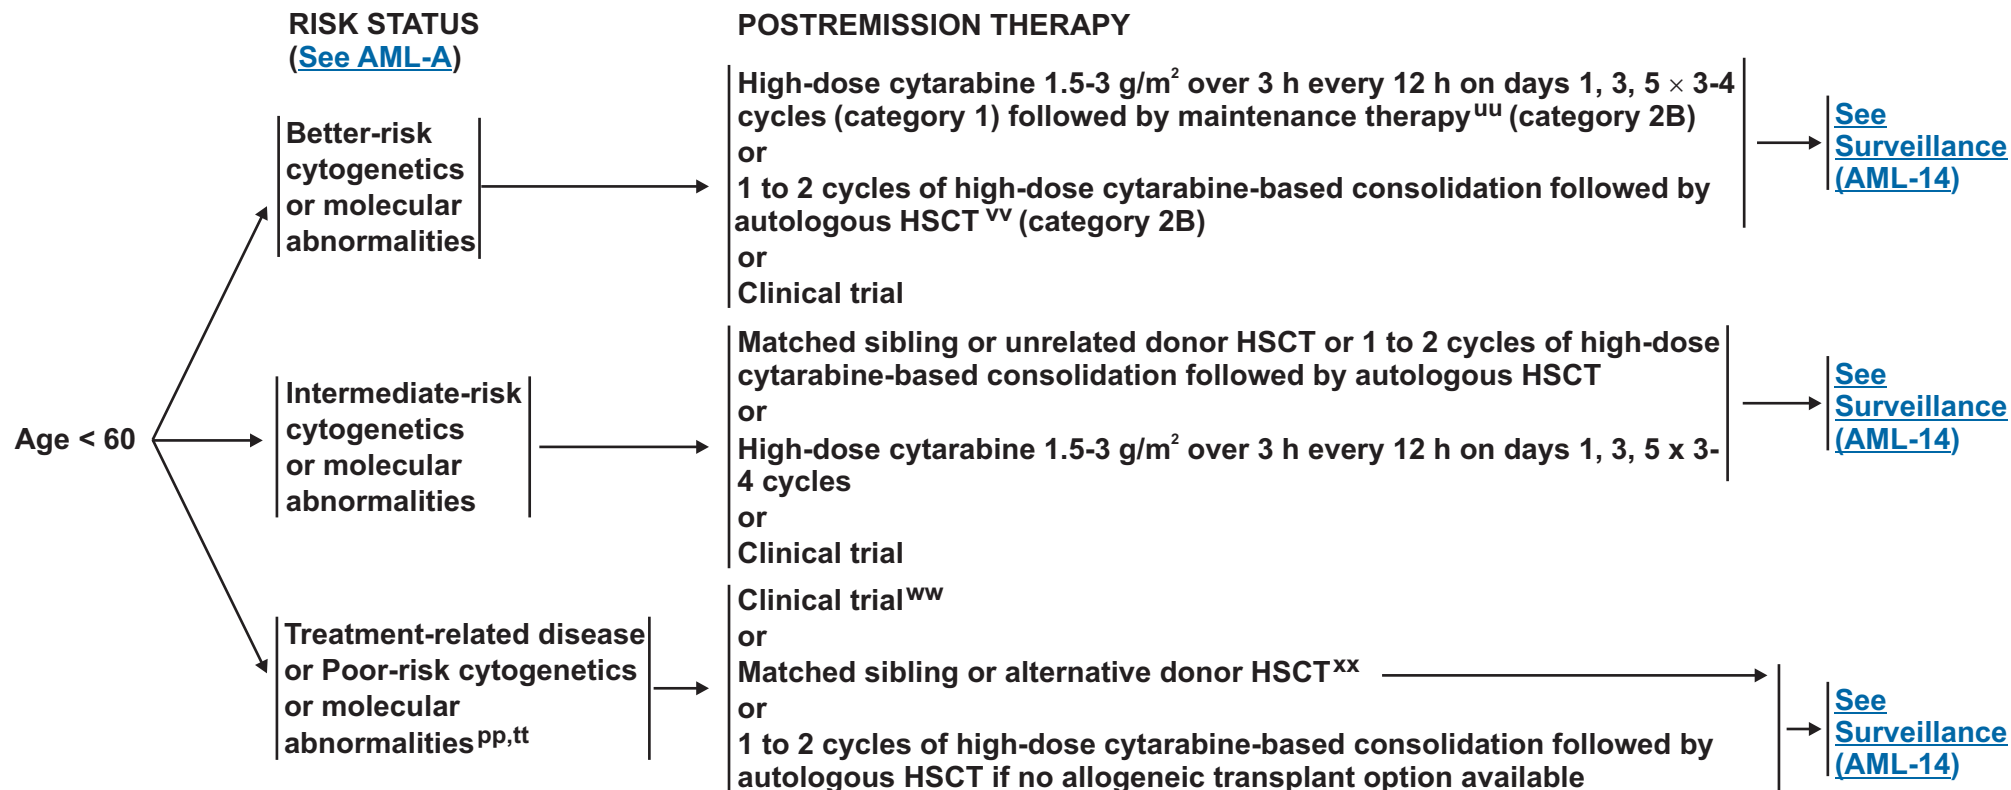 RISK STATUS
(See AML-A)
POSTREMISSION THERAPY
Age < 60
Better-risk
cytogenetics
or molecular
abnormalities
High-dose cytarabine 1.5-3 g/m² over 3 h every 12 h on days 1, 3, 5 × 3-4
cycles (category 1) followed by maintenance therapy uu (category 2B)
or
1 to 2 cycles of high-dose cytarabine-based consolidation followed by
autologous HSCT vv (category 2B)
or
Clinical trial
See
Surveillance
(AML-14)
Intermediate-risk
cytogenetics
or molecular
abnormalities
Matched sibling or unrelated donor HSCT or 1 to 2 cycles of high-dose
cytarabine-based consolidation followed by autologous HSCT
or
High-dose cytarabine 1.5-3 g/m² over 3 h every 12 h on days 1, 3, 5 x 3-
4 cycles
or
Clinical trial
See
Surveillance
(AML-14)
Treatment-related disease
or Poor-risk cytogenetics
or molecular
abnormalities pp,tt
Clinical trial ww
or
Matched sibling or alternative donor HSCT xx
or
1 to 2 cycles of high-dose cytarabine-based consolidation followed by
autologous HSCT if no allogeneic transplant option available
See
Surveillance
(AML-14)